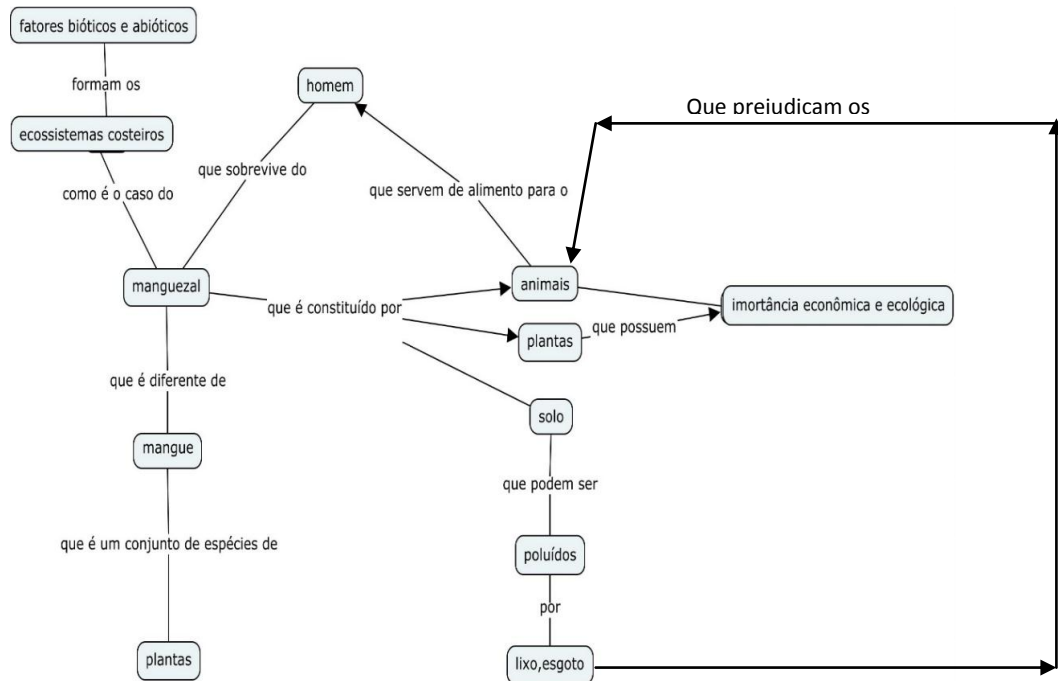 fatores bióticos e abióticos
formam os
ecossistemas costeiros
como é o caso do
homem
que sobrevive do
Que prejudicam os
que servem de alimento para o
manguezal
que é constituído por
animais
imortância econômica e ecológica
plantas
que possuem
que é diferente de
solo
mangue
que podem ser
que é um conjunto de espécies de
poluídos
por
plantas
lixo,esgoto